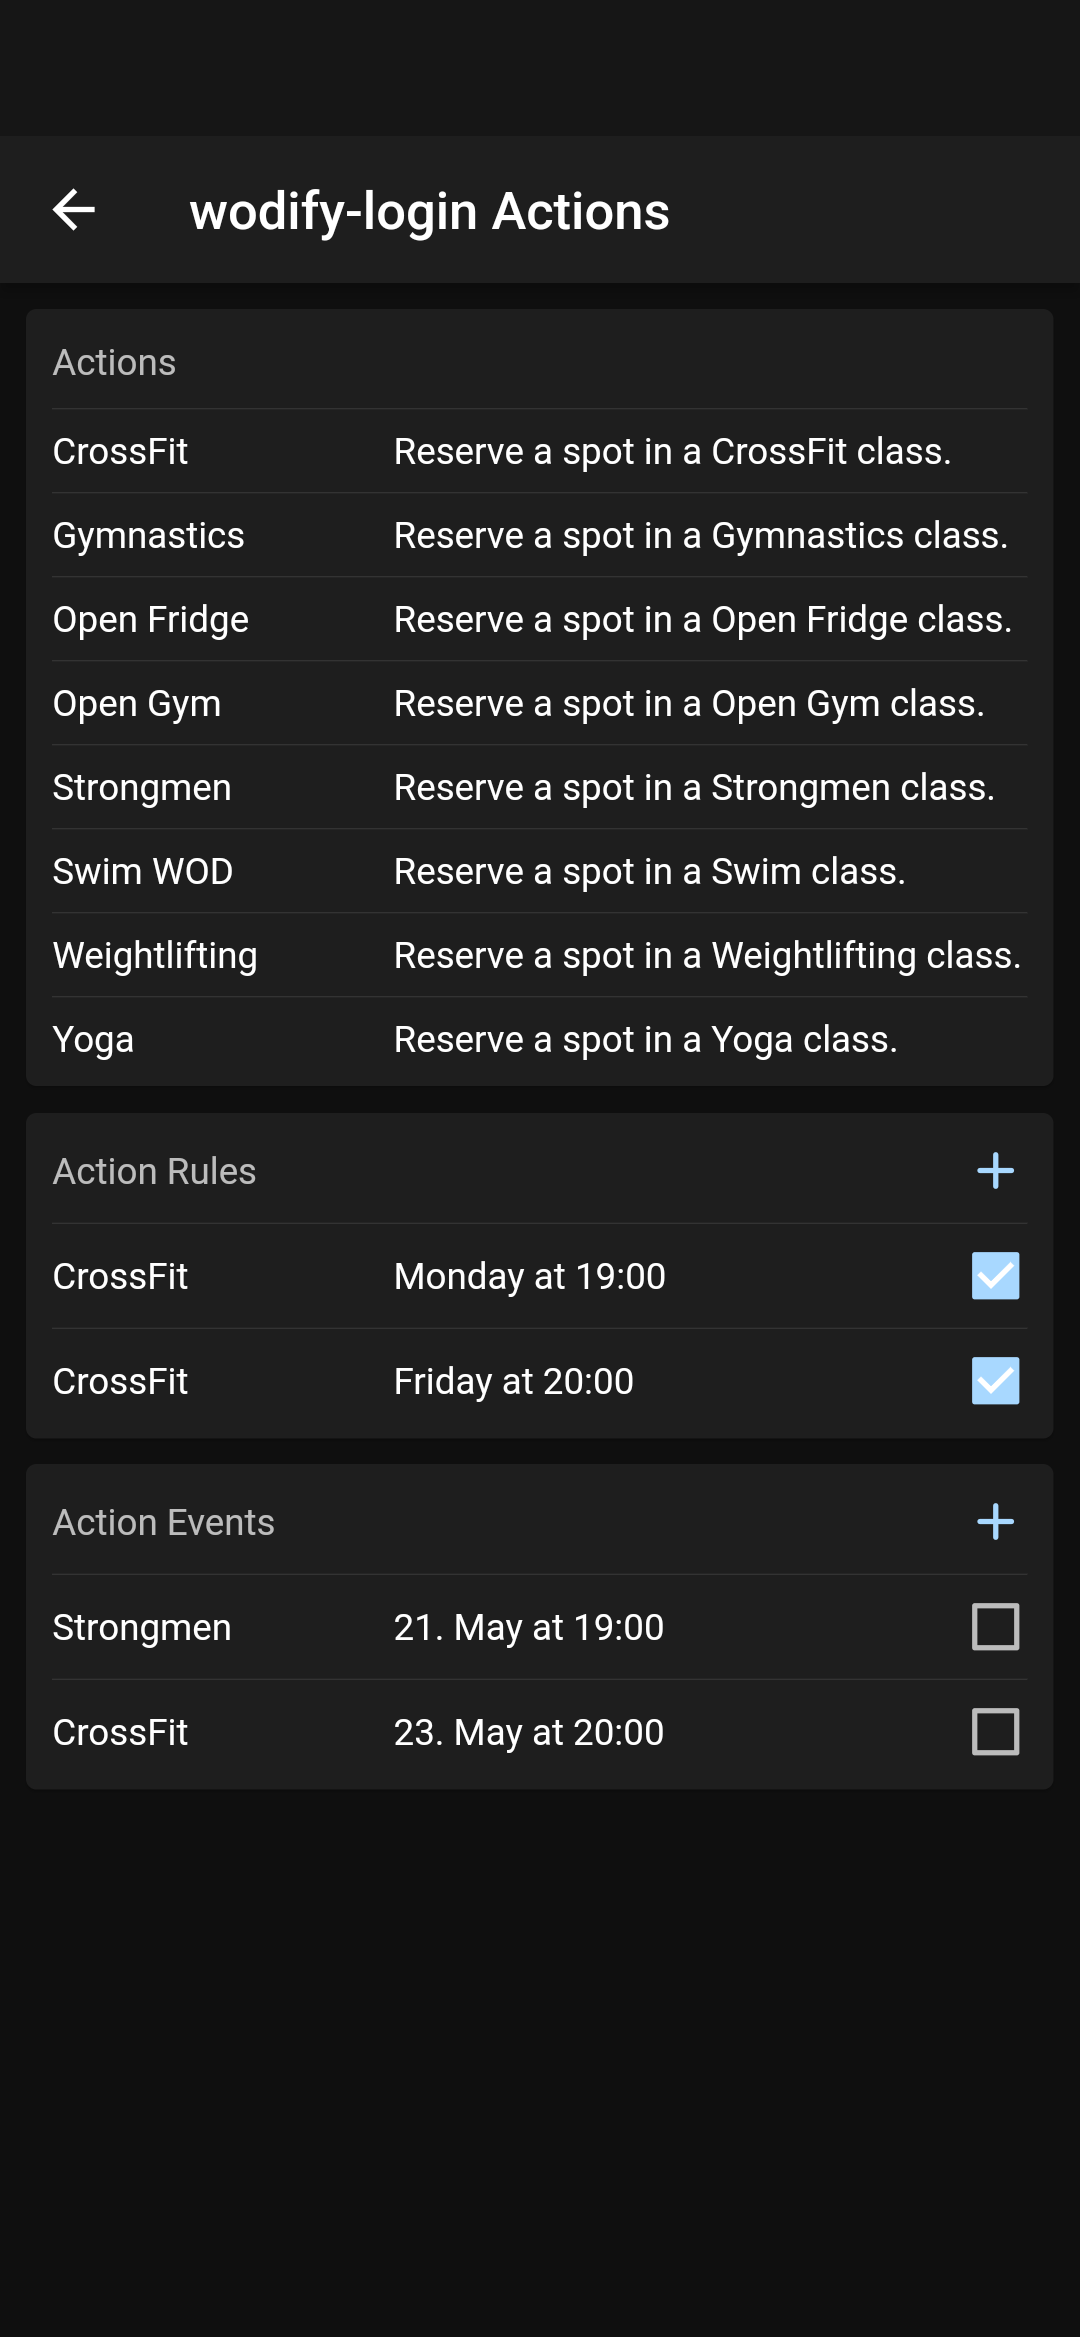 wodify-login Actions
Actions
CrossFit Reserve a spot in a CrossFit class.
Gymnastics Reserve a spot in a Gymnastics class.
Open Fridge Reserve a spot in a Open Fridge class.
Open Gym Reserve a spot in a Open Gym class.
Strongmen Reserve a spot in a Strongmen class.
Swim WOD Reserve a spot in a Swim class.
Weightlifting Reserve a spot in a Weightlifting class.
Yoga Reserve a spot in a Yoga class.
Action Rules
CrossFit Monday at 19:00
CrossFit Friday at 20:00
Action Events
Strongmen 21. May at 19:00
CrossFit 23. May at 20:00